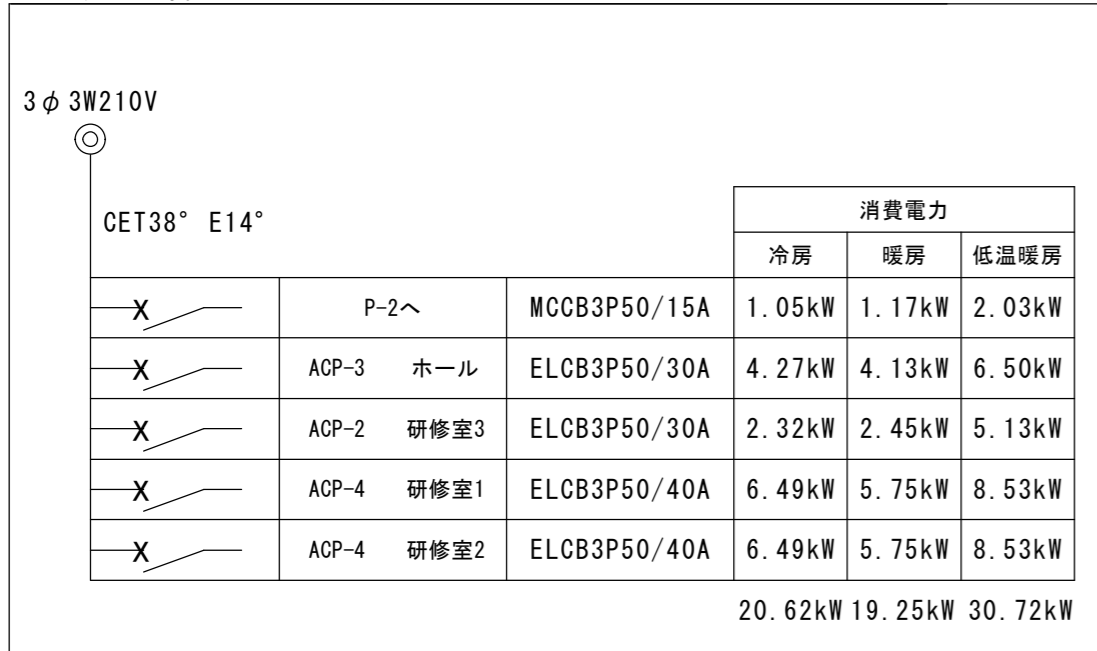 3φ 3W210V
CET38° E14°
消費電力
冷房 暖房 低温暖房
P-2へ MCCB3P50/15A 1.05kW 1.17kW 2.03kW
ACP-3 ホール ELCB3P50/30A 4.27kW 4.13kW 6.50kW
ACP-2 研修室3 ELCB3P50/30A 2.32kW 2.45kW 5.13kW
ACP-4 研修室1 ELCB3P50/40A 6.49kW 5.75kW 8.53kW
ACP-4 研修室2 ELCB3P50/40A 6.49kW 5.75kW 8.53kW
20.62kW 19.25kW 30.72kW